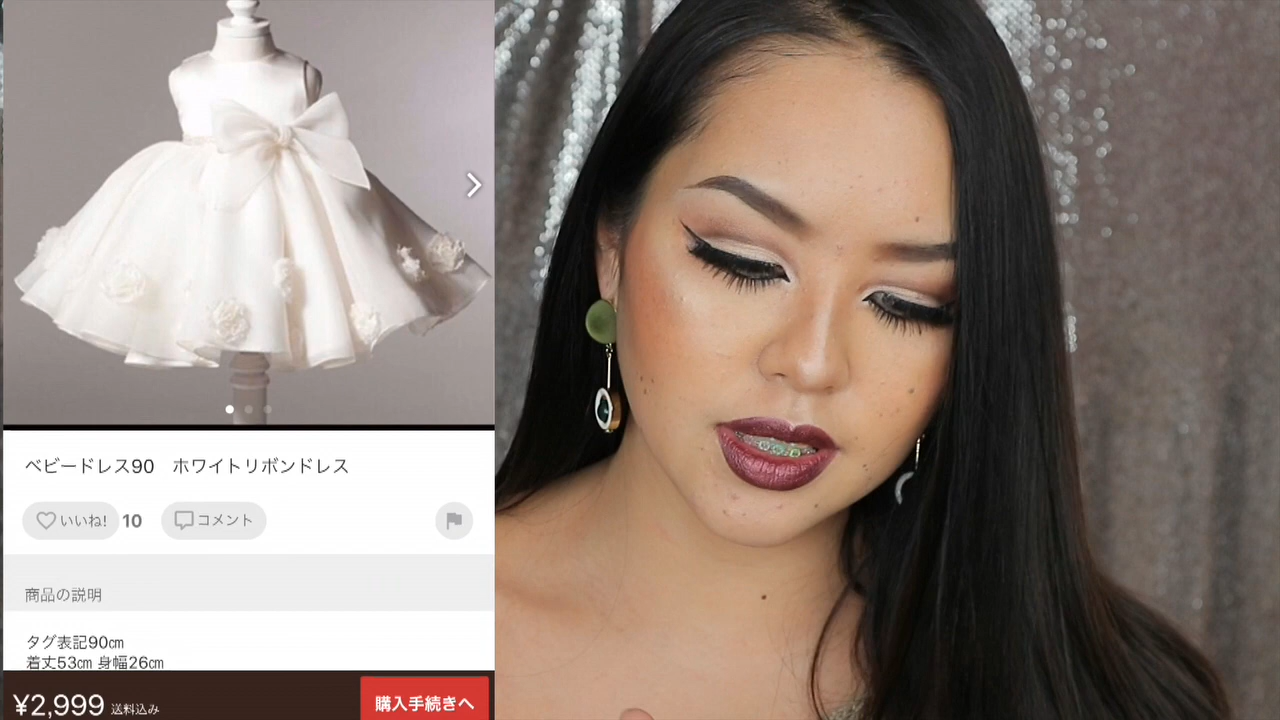 ベビードレス90　ホワイトリボンドレス
いいね! 10 コメント
商品の説明
タグ表記90㎝
着丈53㎝ 身幅26㎝
¥2,999 送料込み 購入手続きへ